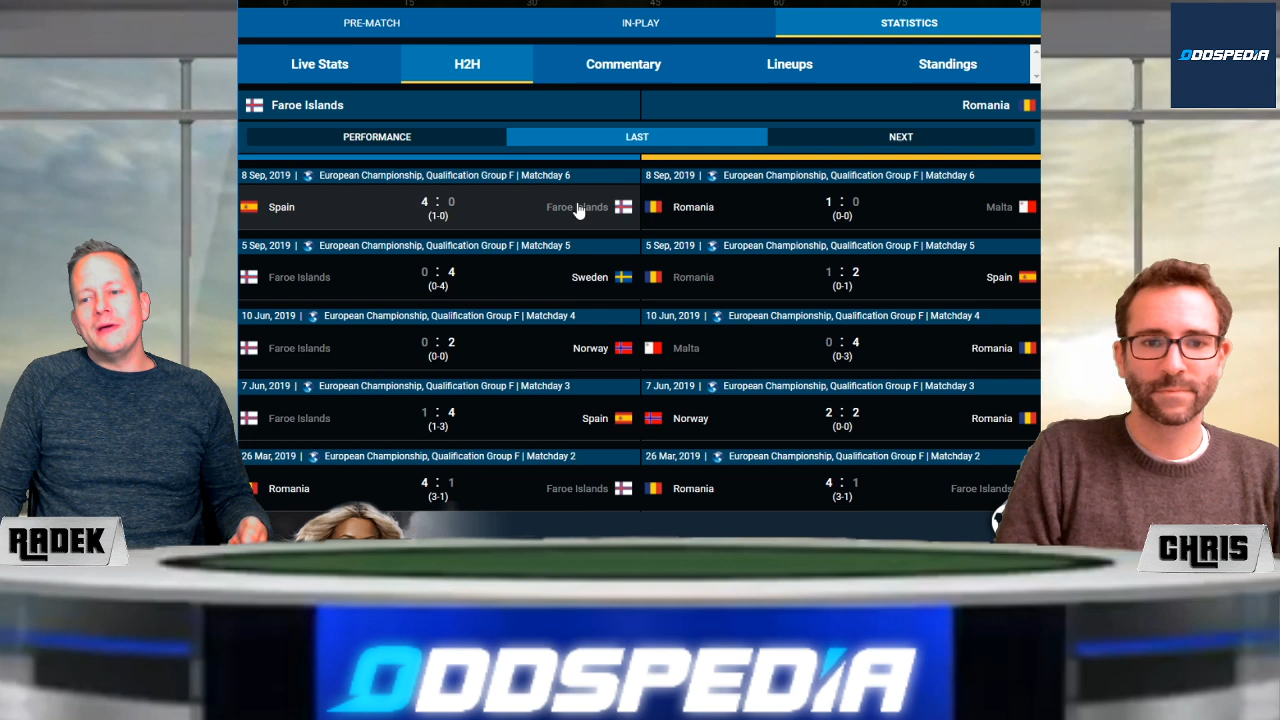 0' 15 30 45 60 75 90'
PRE-MATCH IN-PLAY STATISTICS
ODDSPEDIA
Live Stats H2H Commentary Lineups Standings
Faroe Islands Romania
PERFORMANCE LAST NEXT
8 Sep, 2019 | European Championship, Qualification Group F | Matchday 6
Spain 4 : 0 Faroe Islands
(1-0)
5 Sep, 2019 | European Championship, Qualification Group F | Matchday 5
Faroe Islands 0 : 4 Sweden
(0-4)
10 Jun, 2019 | European Championship, Qualification Group F | Matchday 4
Faroe Islands 0 : 2 Norway
(0-0)
7 Jun, 2019 | European Championship, Qualification Group F | Matchday 3
Faroe Islands 1 : 4 Spain
(1-3)
26 Mar, 2019 | European Championship, Qualification Group F | Matchday 2
Romania 4 : 1 Faroe Islands
(3-1)
8 Sep, 2019 | European Championship, Qualification Group F | Matchday 6
Romania 1 : 0 Malta
(0-0)
5 Sep, 2019 | European Championship, Qualification Group F | Matchday 5
Romania 1 : 2 Spain
(0-1)
10 Jun, 2019 | European Championship, Qualification Group F | Matchday 4
Malta 0 : 4 Romania
(0-3)
7 Jun, 2019 | European Championship, Qualification Group F | Matchday 3
Norway 2 : 2 Romania
(0-0)
26 Mar, 2019 | European Championship, Qualification Group F | Matchday 2
Romania 4 : 1 Faroe Islands
(3-1)
RADEK
CHRIS
ODDSPEDIA